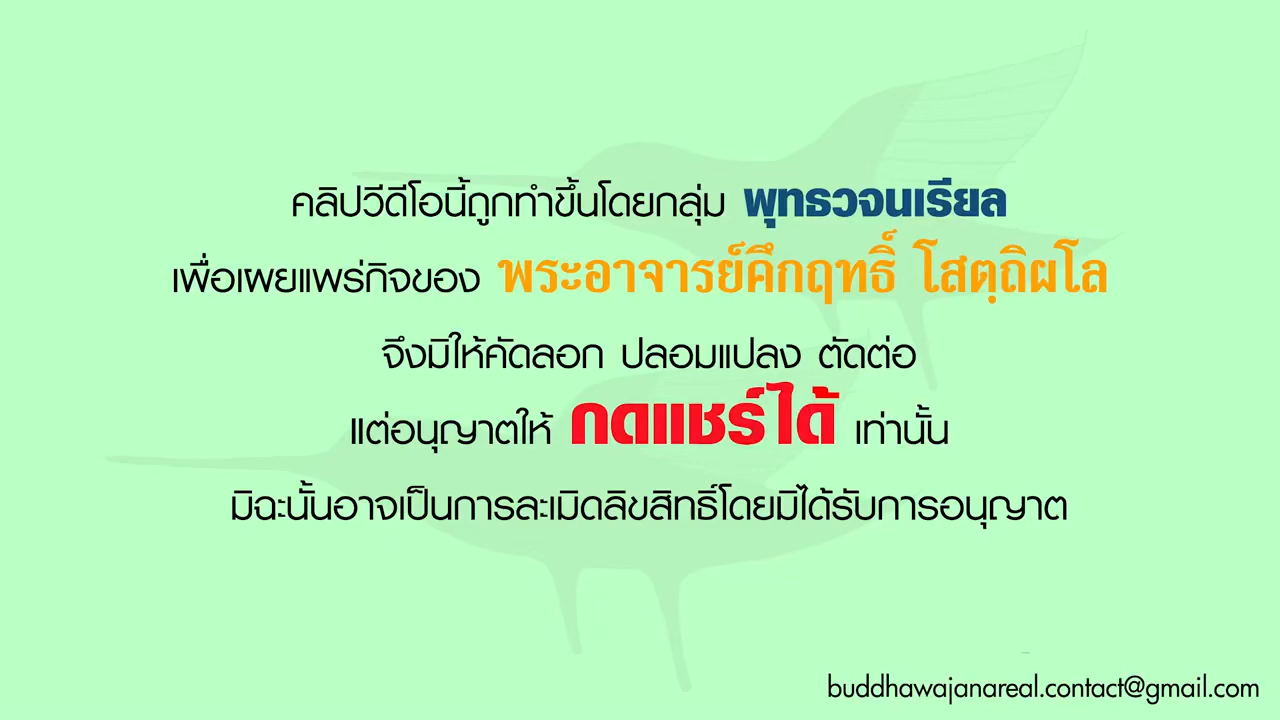 คลิปวีดีโอนี้ถูกทำขึ้นโดยกลุ่ม พุทธวจนเรียล
เพื่อเผยแพร่กิจของ พระอาจารย์คึกฤทธิ์ โสตฺถิผโล
จึงมิให้คัดลอก ปลอมแปลง ตัดต่อ
แต่อนุญาตให้ กดแชร์ได้ เท่านั้น
มิฉะนั้นอาจเป็นการละเมิดลิขสิทธิ์โดยมิได้รับการอนุญาต
buddhawajanareal.contact@gmail.com